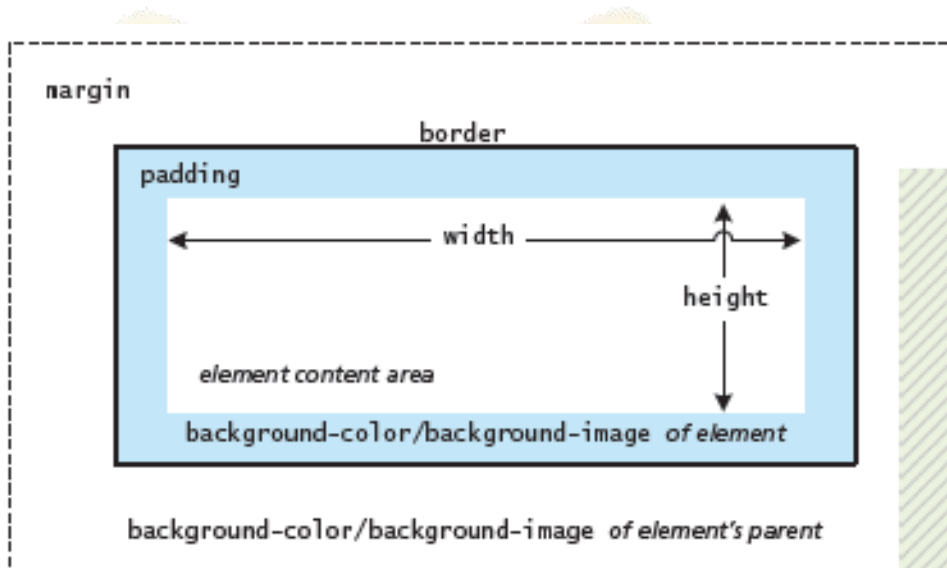 margin
border
padding
width
height
element content area
background-color/background-image of element
background-color/background-image of element's parent